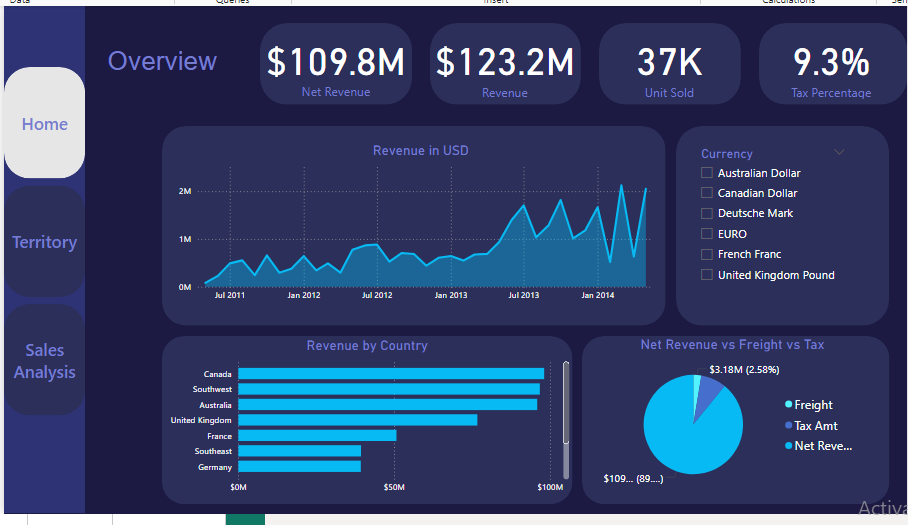 Data
Queries
Insert
Calculations
Overview
$109.8M
Net Revenue
$123.2M
Revenue
37K
Unit Sold
9.3%
Tax Percentage
Home
Territory
Sales
Analysis
Revenue in USD
2M
1M
0M
Jul 2011
Jan 2012
Jul 2012
Jan 2013
Jul 2013
Jan 2014
Currency
Australian Dollar
Canadian Dollar
Deutsche Mark
EURO
French Franc
United Kingdom Pound
Revenue by Country
Canada
Southwest
Australia
United Kingdom
France
Southeast
Germany
$0M
$50M
$100M
Net Revenue vs Freight vs Tax
$3.18M (2.58%)
$109... (89....)
Freight
Tax Amt
Net Reve...